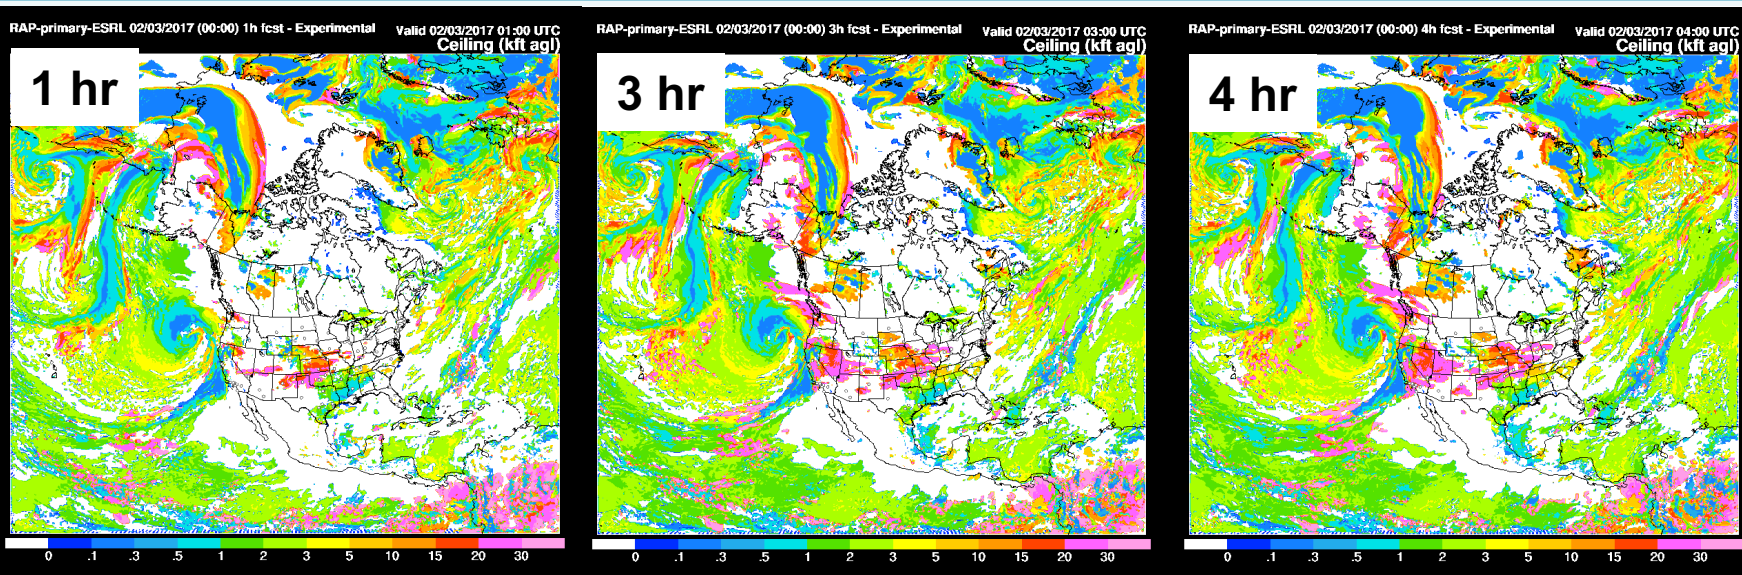 RAP-primary-ESRL 02/03/2017 (00:00) 1h fcst - Experimental
Valid 02/03/2017 01:00 UTC
Ceiling (kft agl)
1 hr
0 .1 .3 .5 1 2 3 5 10 15 20 30
RAP-primary-ESRL 02/03/2017 (00:00) 3h fcst - Experimental
Valid 02/03/2017 03:00 UTC
Ceiling (kft agl)
3 hr
0 .1 .3 .5 1 2 3 5 10 15 20 30
RAP-primary-ESRL 02/03/2017 (00:00) 4h fcst - Experimental
Valid 02/03/2017 04:00 UTC
Ceiling (kft agl)
4 hr
0 .1 .3 .5 1 2 3 5 10 15 20 30